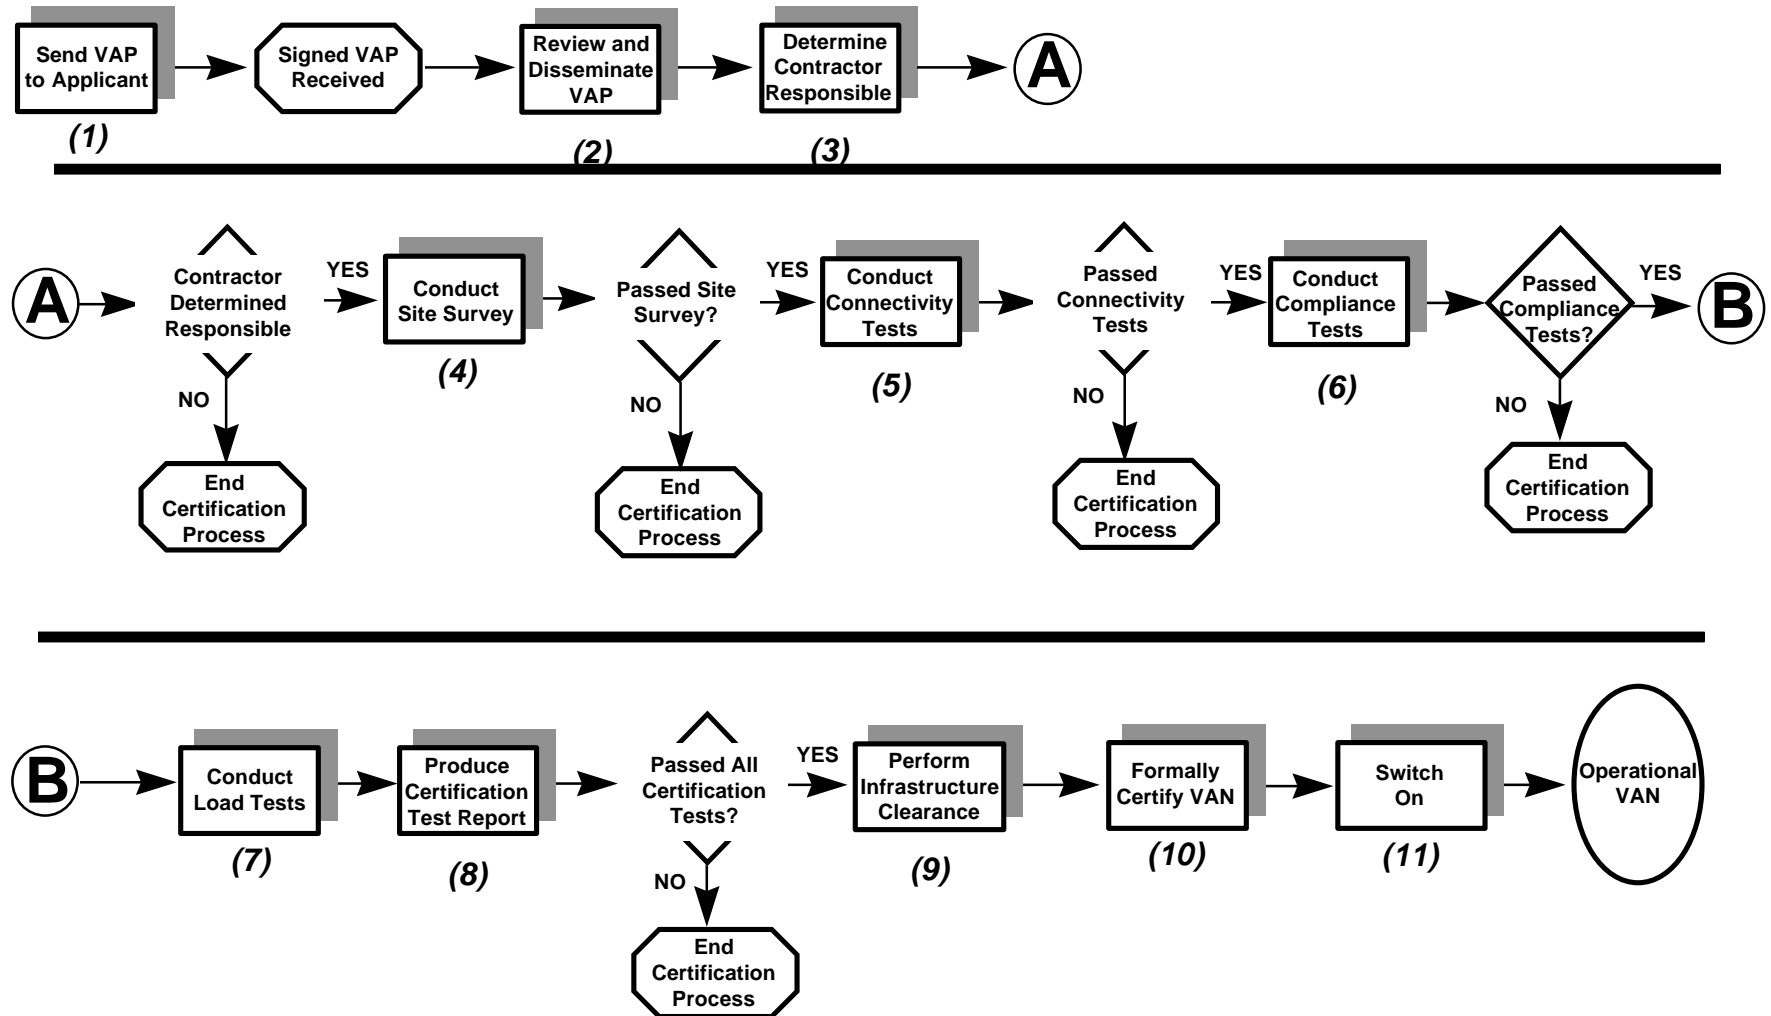 Send VAP
to Applicant
(1)
Signed VAP
Received
Review and
Disseminate
VAP
(2)
Determine
Contractor
Responsible
(3)
A
A
Contractor
Determined
Responsible
YES
NO
End
Certification
Process
Conduct
Site Survey
(4)
Passed Site
Survey?
YES
NO
End
Certification
Process
Conduct
Connectivity
Tests
(5)
Passed
Connectivity
Tests
YES
NO
End
Certification
Process
Conduct
Compliance
Tests
(6)
Passed
Compliance
Tests?
YES
NO
End
Certification
Process
B
B
Conduct
Load Tests
(7)
Produce
Certification
Test Report
(8)
Passed All
Certification
Tests?
YES
NO
End
Certification
Process
Perform
Infrastructure
Clearance
(9)
Formally
Certify VAN
(10)
Switch
On
(11)
Operational
VAN